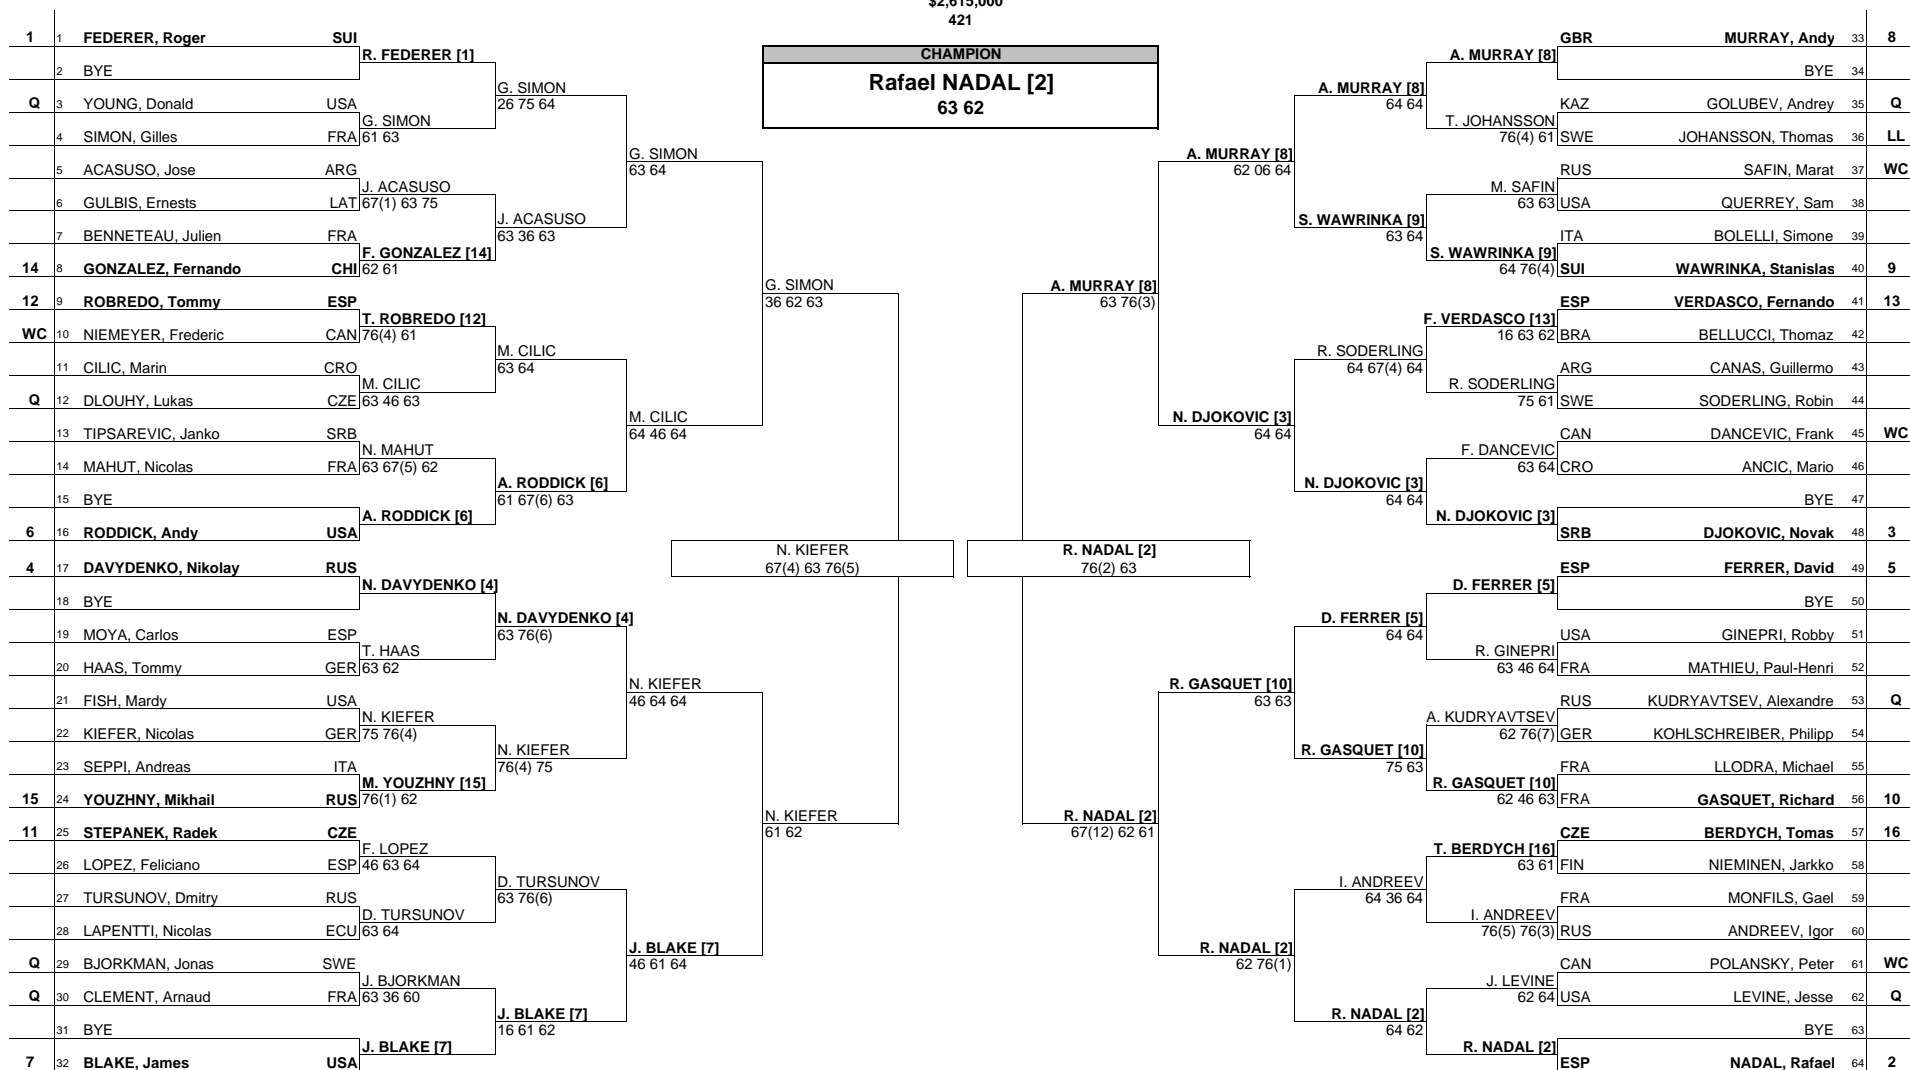 $2,615,000
421
CHAMPION
Rafael NADAL [2]
63 62
1 1 FEDERER, Roger SUI
R. FEDERER [1]
2 BYE
G. SIMON
26 75 64
Q 3 YOUNG, Donald USA
G. SIMON
4 SIMON, Gilles FRA 61 63
G. SIMON
63 64
5 ACASUSO, Jose ARG
J. ACASUSO
6 GULBIS, Ernests LAT 67(1) 63 75
J. ACASUSO
63 36 63
7 BENNETEAU, Julien FRA
F. GONZALEZ [14]
14 8 GONZALEZ, Fernando CHI 62 61
G. SIMON
36 62 63
12 9 ROBREDO, Tommy ESP
T. ROBREDO [12]
WC 10 NIEMEYER, Frederic CAN 76(4) 61
M. CILIC
63 64
11 CILIC, Marin CRO
M. CILIC
Q 12 DLOUHY, Lukas CZE 63 46 63
M. CILIC
64 46 64
13 TIPSAREVIC, Janko SRB
N. MAHUT
14 MAHUT, Nicolas FRA 63 67(5) 62
A. RODDICK [6]
61 67(6) 63
15 BYE
A. RODDICK [6]
6 16 RODDICK, Andy USA
N. KIEFER
67(4) 63 76(5)
4 17 DAVYDENKO, Nikolay RUS
N. DAVYDENKO [4]
18 BYE
N. DAVYDENKO [4]
63 76(6)
19 MOYA, Carlos ESP
T. HAAS
20 HAAS, Tommy GER 63 62
N. KIEFER
46 64 64
21 FISH, Mardy USA
N. KIEFER
22 KIEFER, Nicolas GER 75 76(4)
N. KIEFER
76(4) 75
23 SEPPI, Andreas ITA
M. YOUZHNY [15]
15 24 YOUZHNY, Mikhail RUS 76(1) 62
N. KIEFER
61 62
11 25 STEPANEK, Radek CZE
F. LOPEZ
26 LOPEZ, Feliciano ESP 46 63 64
D. TURSUNOV
63 76(6)
27 TURSUNOV, Dmitry RUS
D. TURSUNOV
28 LAPENTTI, Nicolas ECU 63 64
J. BLAKE [7]
46 61 64
Q 29 BJORKMAN, Jonas SWE
J. BJORKMAN
Q 30 CLEMENT, Arnaud FRA 63 36 60
J. BLAKE [7]
16 61 62
31 BYE
J. BLAKE [7]
7 32 BLAKE, James USA
GBR MURRAY, Andy 33 8
A. MURRAY [8]
BYE 34
A. MURRAY [8]
64 64
KAZ GOLUBEV, Andrey 35 Q
T. JOHANSSON
76(4) 61 SWE JOHANSSON, Thomas 36 LL
A. MURRAY [8]
62 06 64
RUS SAFIN, Marat 37 WC
M. SAFIN
63 63 USA QUERREY, Sam 38
S. WAWRINKA [9]
63 64
ITA BOLELLI, Simone 39
S. WAWRINKA [9]
64 76(4) SUI WAWRINKA, Stanislas 40 9
A. MURRAY [8]
63 76(3)
ESP VERDASCO, Fernando 41 13
F. VERDASCO [13]
16 63 62 BRA BELLUCCI, Thomaz 42
R. SODERLING
64 67(4) 64
ARG CANAS, Guillermo 43
R. SODERLING
75 61 SWE SODERLING, Robin 44
N. DJOKOVIC [3]
64 64
CAN DANCEVIC, Frank 45 WC
F. DANCEVIC
63 64 CRO ANCIC, Mario 46
N. DJOKOVIC [3]
64 64
BYE 47
N. DJOKOVIC [3]
SRB DJOKOVIC, Novak 48 3
R. NADAL [2]
76(2) 63
ESP FERRER, David 49 5
D. FERRER [5]
BYE 50
D. FERRER [5]
64 64
USA GINEPRI, Robby 51
R. GINEPRI
63 46 64 FRA MATHIEU, Paul-Henri 52
R. GASQUET [10]
63 63
RUS KUDRYAVTSEV, Alexandre 53 Q
A. KUDRYAVTSEV
62 76(7) GER KOHLSCHREIBER, Philipp 54
R. GASQUET [10]
75 63
FRA LLODRA, Michael 55
R. GASQUET [10]
62 46 63 FRA GASQUET, Richard 56 10
R. NADAL [2]
67(12) 62 61
CZE BERDYCH, Tomas 57 16
T. BERDYCH [16]
63 61 FIN NIEMINEN, Jarkko 58
I. ANDREEV
64 36 64
FRA MONFILS, Gael 59
I. ANDREEV
76(5) 76(3) RUS ANDREEV, Igor 60
R. NADAL [2]
62 76(1)
CAN POLANSKY, Peter 61 WC
J. LEVINE
62 64 USA LEVINE, Jesse 62 Q
R. NADAL [2]
64 62
BYE 63
R. NADAL [2]
ESP NADAL, Rafael 64 2